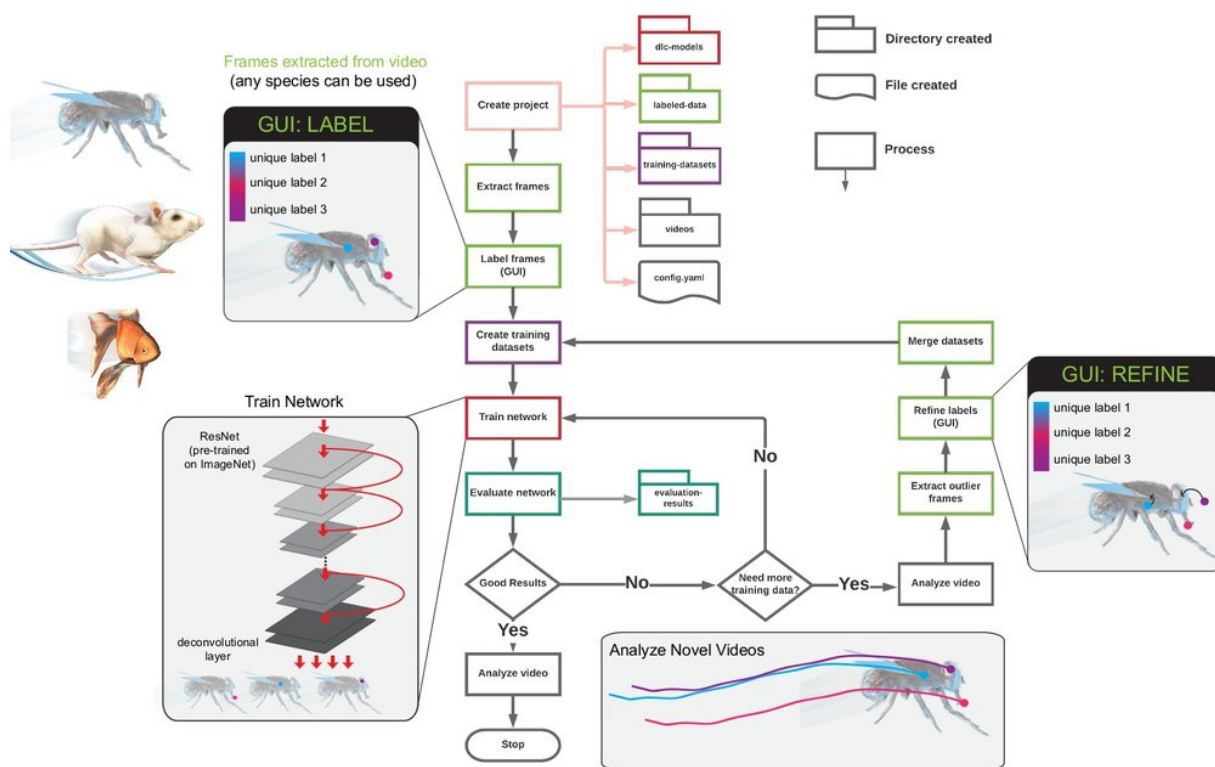 Frames extracted from video
(any species can be used)
GUI: LABEL
unique label 1
unique label 2
unique label 3
Create project
Extract frames
Label frames
(GUI)
Create training
datasets
Train network
Evaluate network
Good Results
Yes
Analyze video
Stop
dlc-models
labeled-data
training-datasets
videos
config.yaml
evaluation-
results
Directory created
File created
Process
Train Network
ResNet
(pre-trained
on ImageNet)
deconvolutional
layer
No
Need more
training data?
No
Yes
Analyze video
Extract outlier
frames
Refine labels
(GUI)
Merge datasets
GUI: REFINE
unique label 1
unique label 2
unique label 3
Analyze Novel Videos